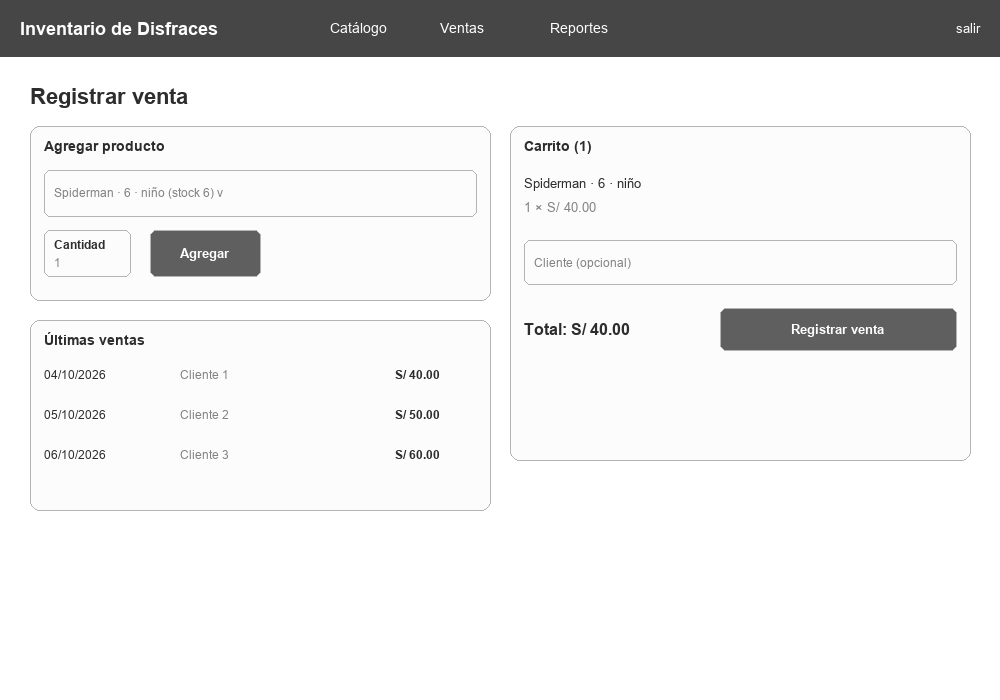 Inventario de Disfraces
Catálogo
Ventas
Reportes
salir
Registrar venta
Agregar producto
Spiderman · 6 · niño (stock 6) v
Cantidad
1
Agregar
Últimas ventas
04/10/2026 Cliente 1 S/ 40.00
05/10/2026 Cliente 2 S/ 50.00
06/10/2026 Cliente 3 S/ 60.00
Carrito (1)
Spiderman · 6 · niño
1 × S/ 40.00
Cliente (opcional)
Total: S/ 40.00
Registrar venta